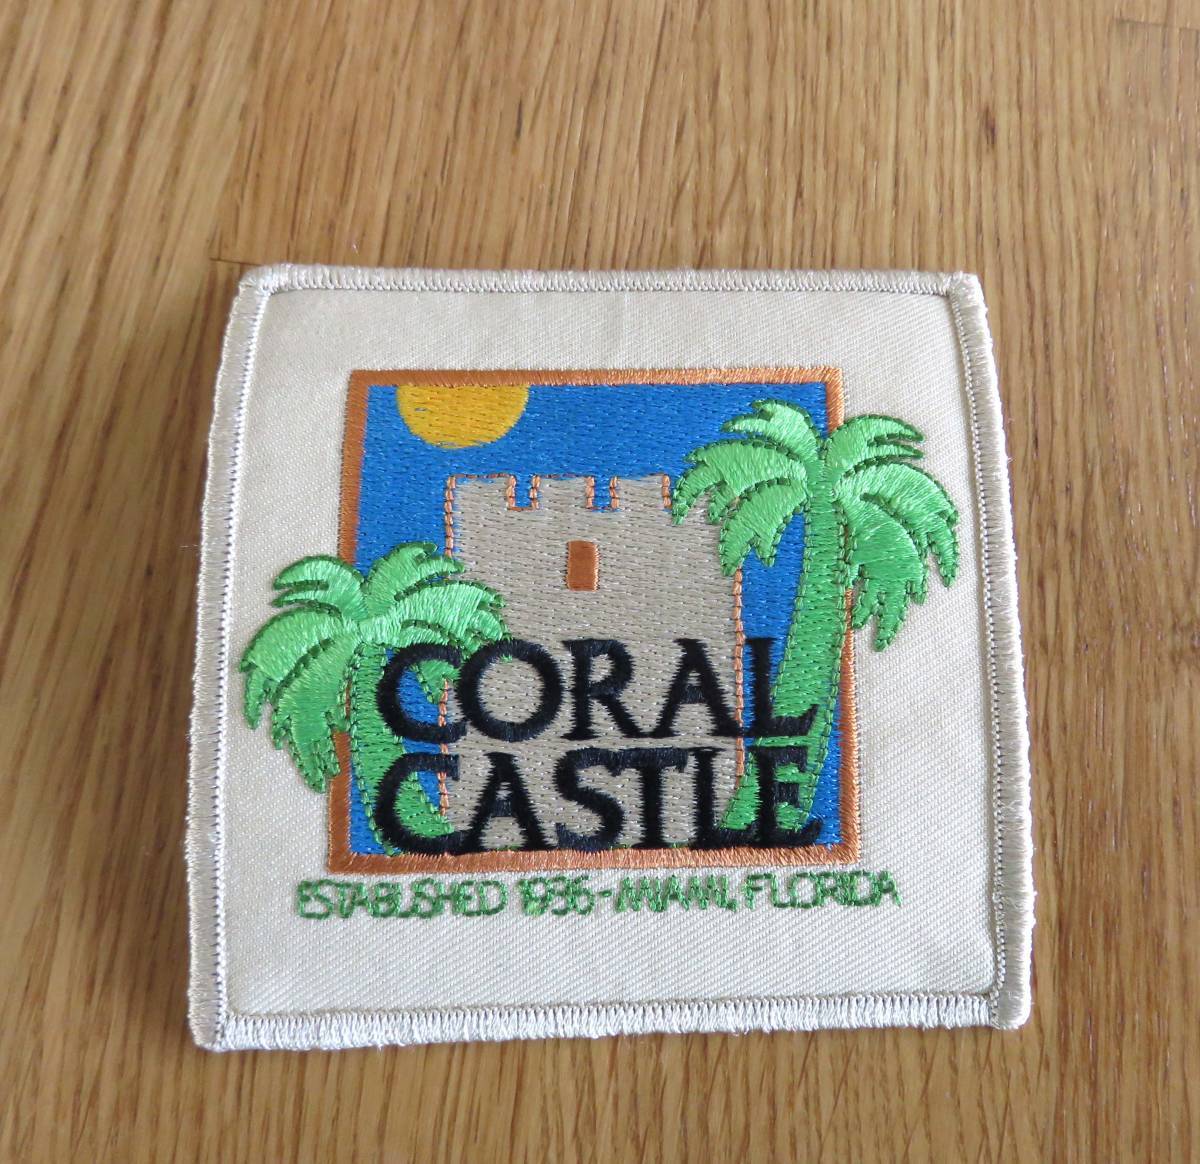 CORAL
CASTLE
ESTABLISHED 1936-MIAMI, FLORIDA